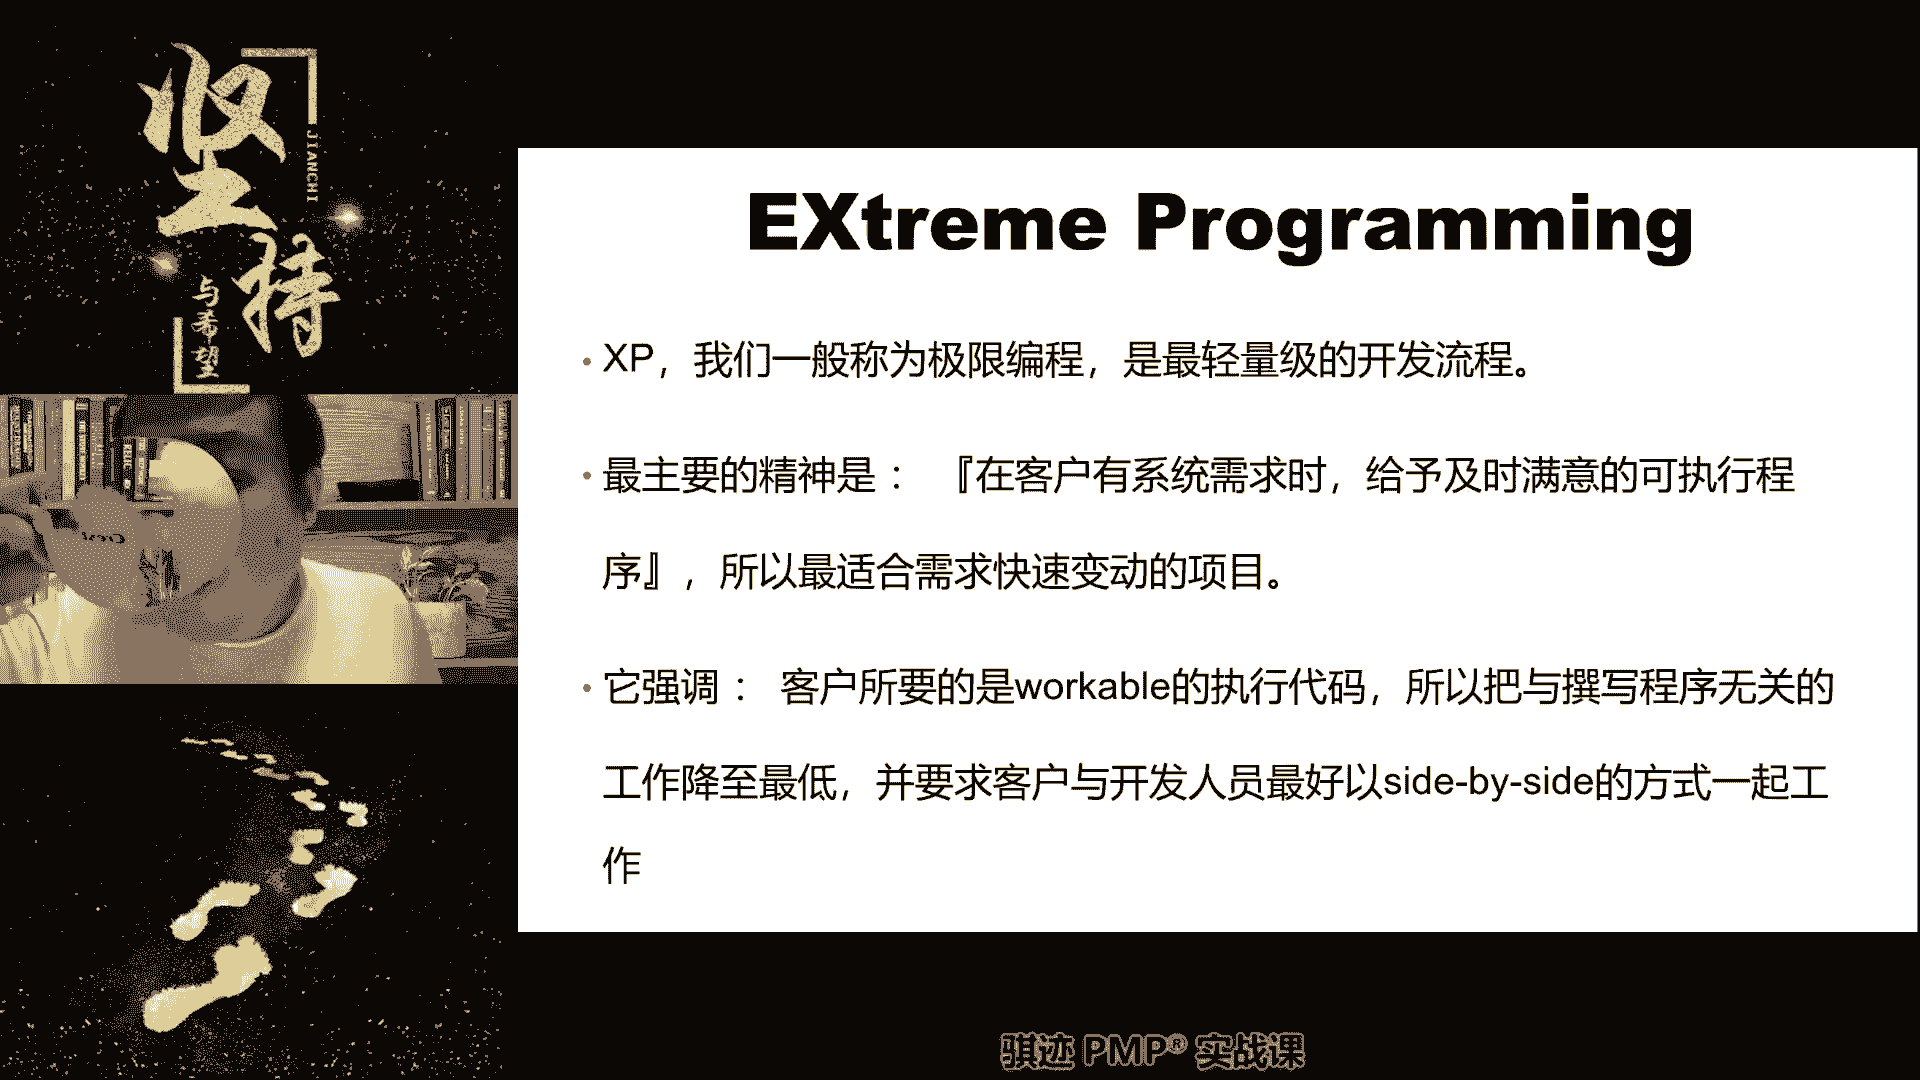 坚持
JIANCHI
与希望
EXtreme Programming
• XP，我们一般称为极限编程，是最轻量级的开发流程。
• 最主要的精神是： 『在客户有系统需求时，给予及时满意的可执行程
序』，所以最适合需求快速变动的项目。
• 它强调： 客户所要的是workable的执行代码，所以把与撰写程序无关的
工作降至最低，并要求客户与开发人员最好以side-by-side的方式一起工
作
骐迹 PMP® 实战课